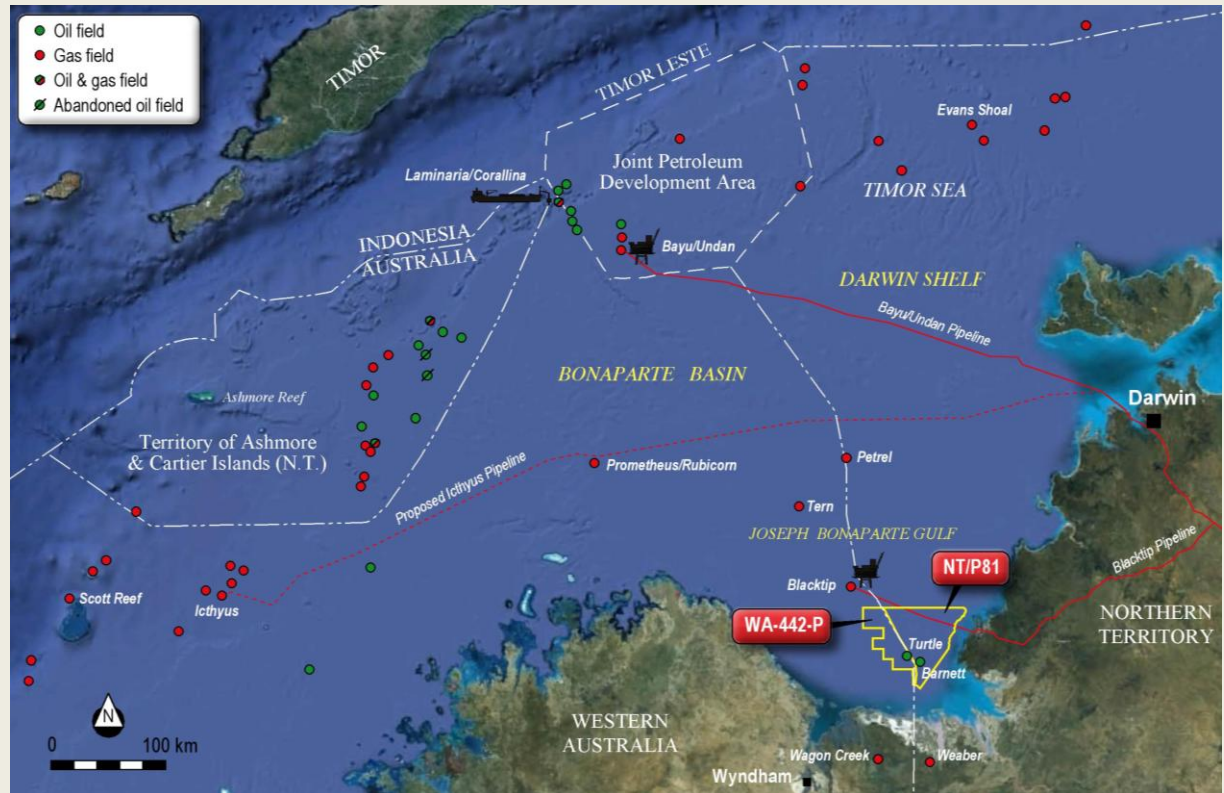 Oil field
Gas field
Oil & gas field
Abandoned oil field
TIMOR
TIMOR LESTE
Evans Shoal
Joint Petroleum
Development Area
Laminaria/Corallina
TIMOR SEA
INDONESIA
AUSTRALIA
Bayu/Undan
DARWIN SHELF
Bayu/Undan Pipeline
BONAPARTE BASIN
Ashmore Reef
Darwin
Territory of Ashmore
& Cartier Islands (N.T.)
Proposed Icthyus Pipeline
Prometheus/Rubicorn
Petrel
Tern
JOSEPH BONAPARTE GULF
Blacktip Pipeline
NT/P81
Blacktip
Scott Reef
Icthyus
NORTHERN
TERRITORY
WA-442-P
Turtle
Barnett
N
0 100 km
WESTERN
AUSTRALIA
Wagon Creek
Weaber
Wyndham